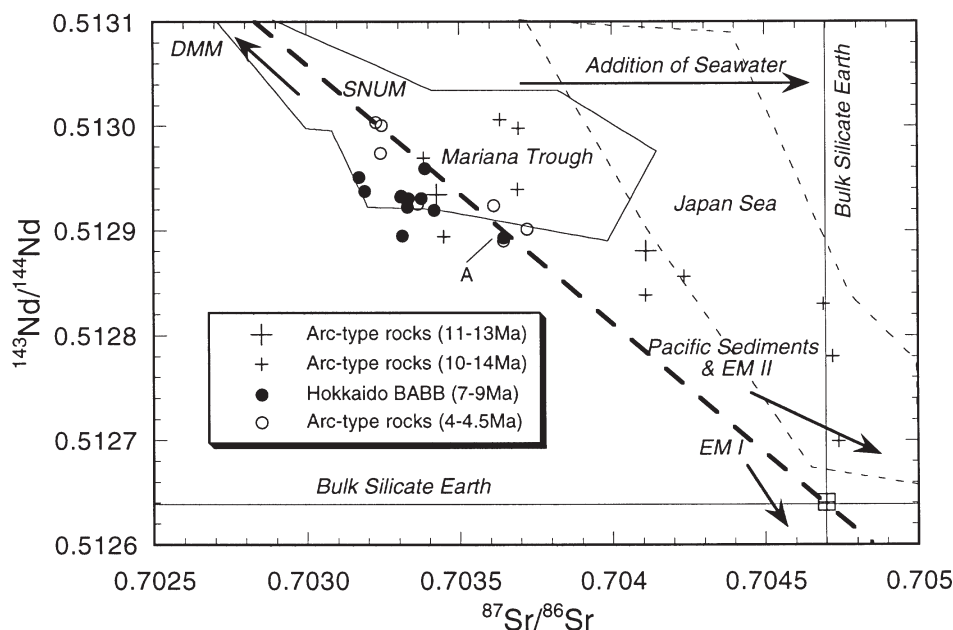 0.5131
0.5130
0.5129
0.5128
0.5127
0.5126
143Nd/144Nd
DMM
SNUM
Addition of Seawater
Bulk Silicate Earth
Mariana Trough
Japan Sea
A
Arc-type rocks (11-13Ma)
Arc-type rocks (10-14Ma)
Hokkaido BABB (7-9Ma)
Arc-type rocks (4-4.5Ma)
Pacific Sediments
& EM II
EM I
Bulk Silicate Earth
0.7025 0.703 0.7035 0.704 0.7045 0.705
87Sr/86Sr